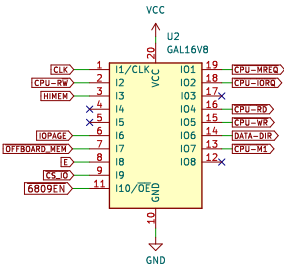 VCC
U2
GAL16V8
20
VCC
CLK 1 I1/CLK IO1 19 CPU-MREQ
CPU-RW 2 I2 IO2 18 CPU-IORQ
HIMEM 3 I3 IO3 17
4 I4 IO4 16 CPU-RD
5 I5 IO5 15 CPU-WR
IOPAGE 6 I6 IO6 14 DATA-DIR
OFFBOARD_MEM 7 I7 IO7 13 CPU-M1
E 8 I8 IO8 12
CS_IO 9 I9
6809EN 11 I10/OE
GND
10
GND